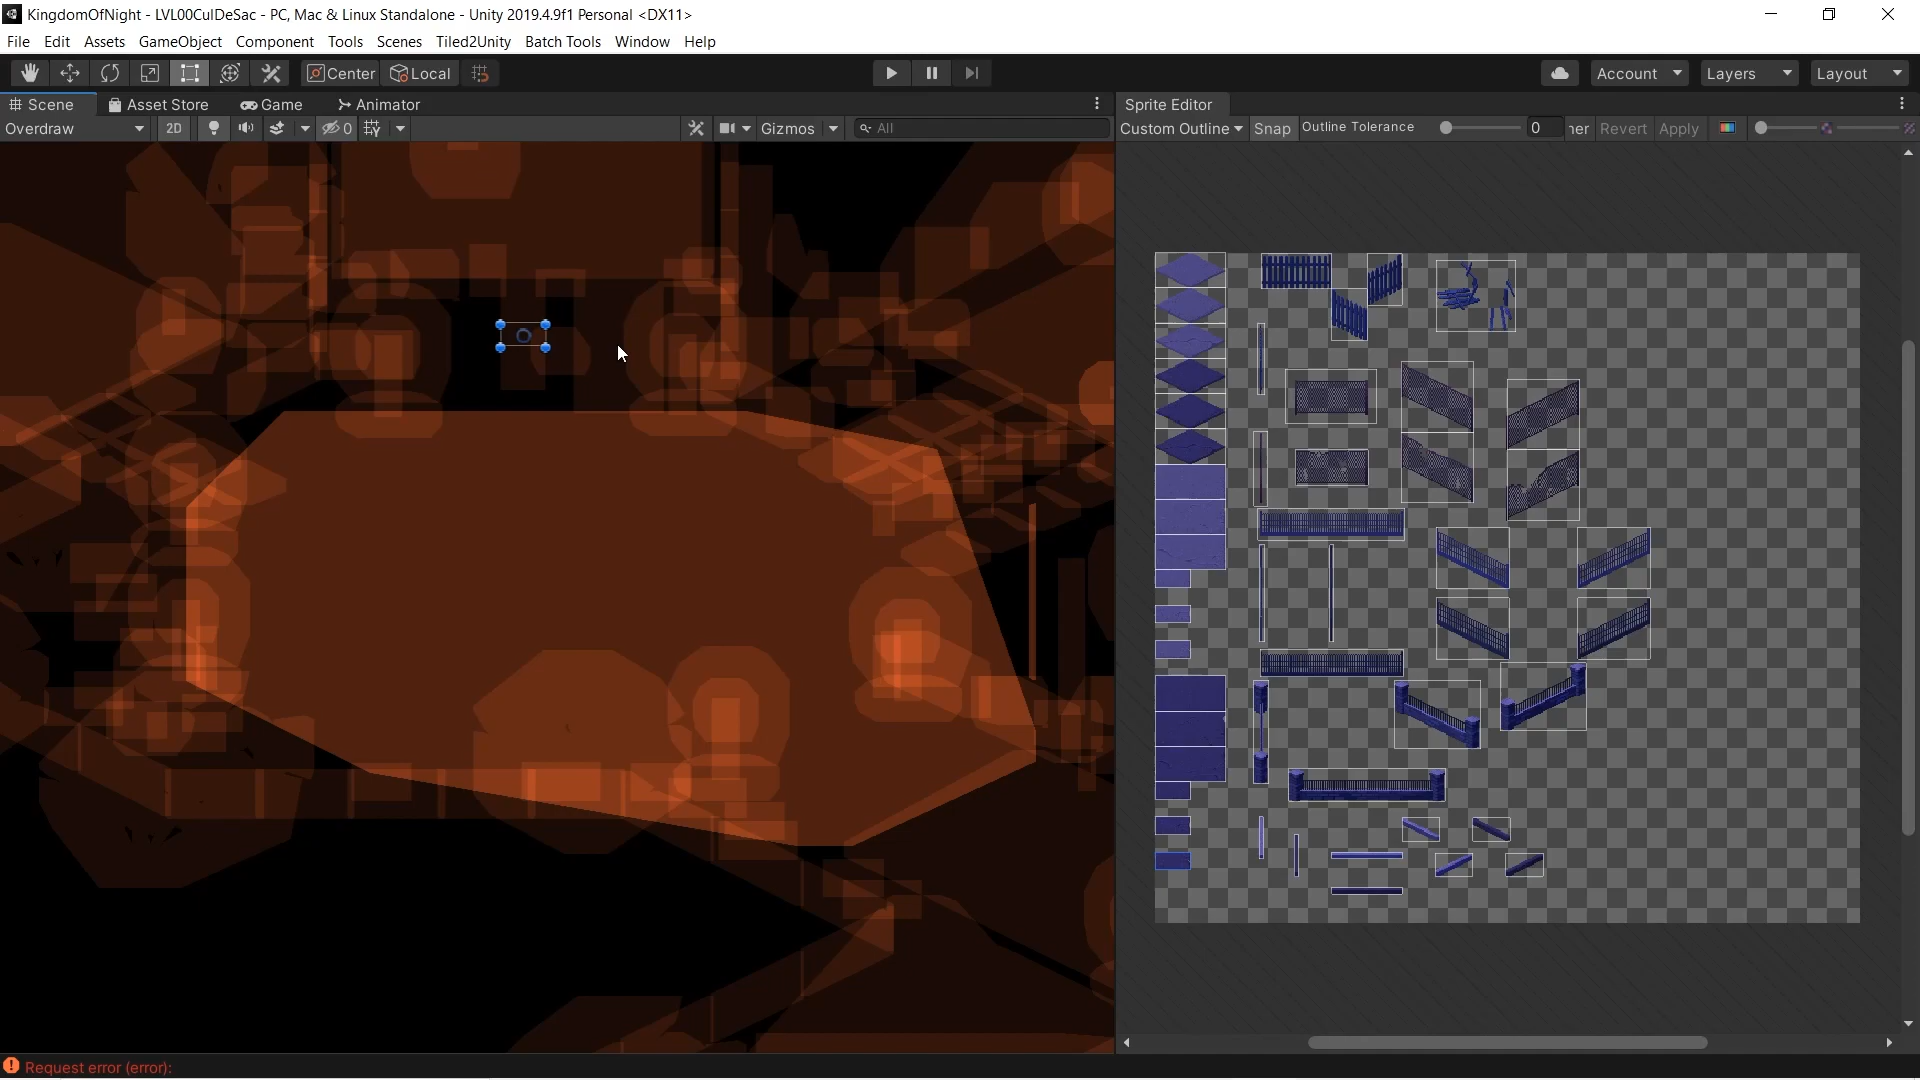 KingdomOfNight - LVL00CulDeSac - PC, Mac & Linux Standalone - Unity 2019.4.9f1 Personal <DX11>
File Edit Assets GameObject Component Tools Scenes Tiled2Unity Batch Tools Window Help
Center Local Account Layers Layout
Scene Asset Store Game Animator Sprite Editor
Overdraw 2D 0 Gizmos All Custom Outline Snap Outline Tolerance 0 ner Revert Apply
Request error (error):